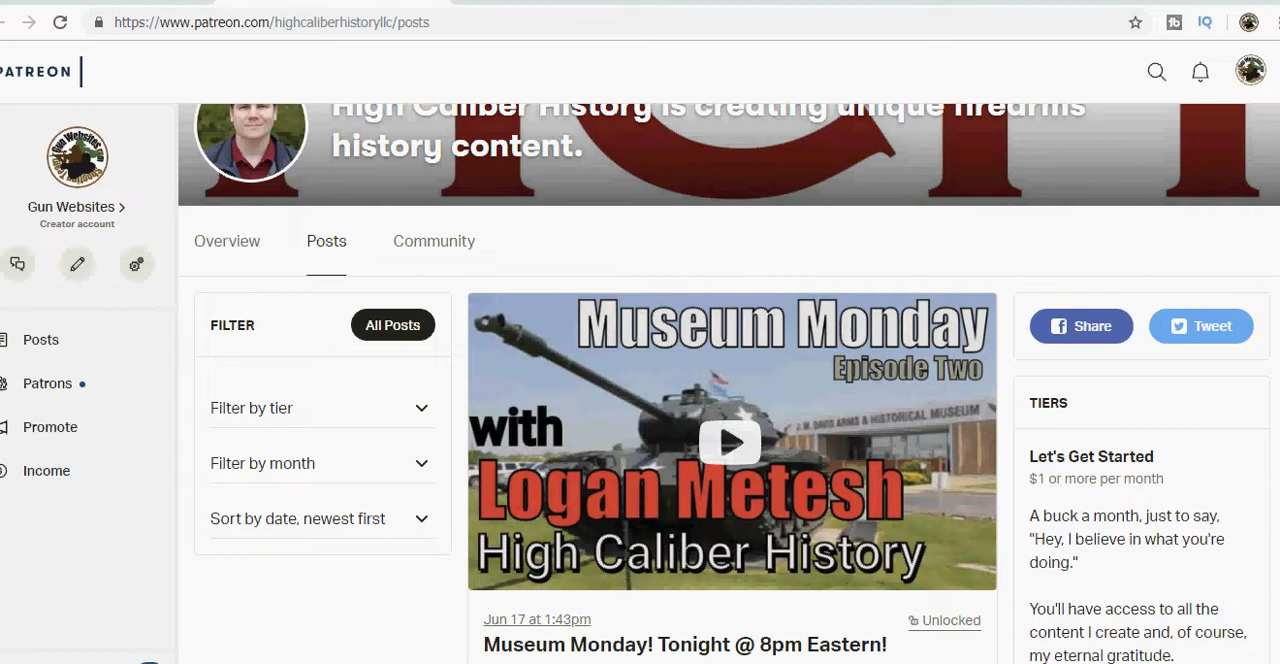 https://www.patreon.com/highcaliberhistoryllc/posts
PATREON
High Caliber History is creating unique firearms
history content.
Gun Websites
Creator account
Posts
Patrons
Promote
Income
Overview
Posts
Community
FILTER
All Posts
Filter by tier
Filter by month
Sort by date, newest first
Museum Monday
Episode Two
J. M. DAVIS ARMS & HISTORICAL MUSEUM
with
Logan Metesh
High Caliber History
Jun 17 at 1:43pm
Unlocked
Museum Monday! Tonight @ 8pm Eastern!
Share
Tweet
TIERS
Let's Get Started
$1 or more per month
A buck a month, just to say,
"Hey, I believe in what you're
doing."
You'll have access to all the
content I create and, of course,
my eternal gratitude.